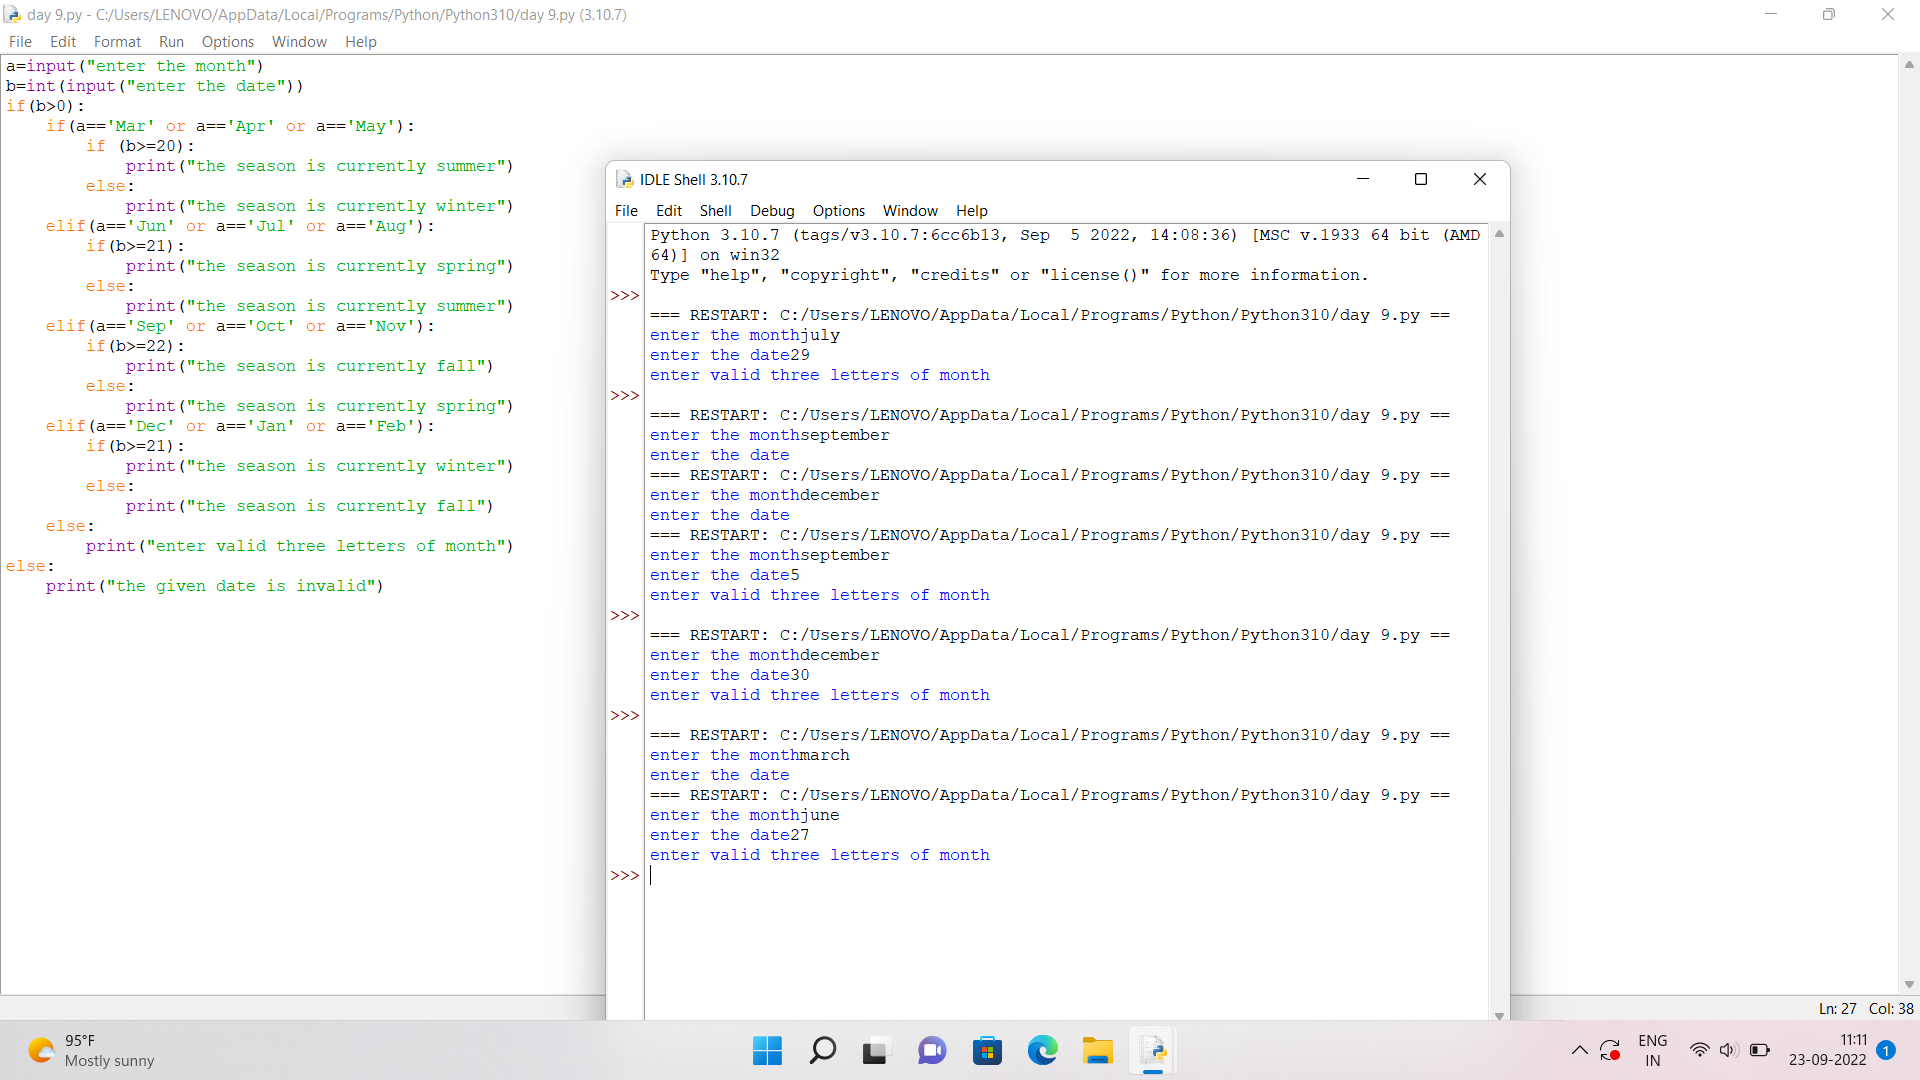 day 9.py - C:/Users/LENOVO/AppData/Local/Programs/Python/Python310/day 9.py (3.10.7)
File Edit Format Run Options Window Help
a=input("enter the month")
b=int(input("enter the date"))
if(b>0):
    if(a=='Mar' or a=='Apr' or a=='May'):
        if (b>=20):
            print("the season is currently summer")
        else:
            print("the season is currently winter")
    elif(a=='Jun' or a=='Jul' or a=='Aug'):
        if(b>=21):
            print("the season is currently spring")
        else:
            print("the season is currently summer")
    elif(a=='Sep' or a=='Oct' or a=='Nov'):
        if(b>=22):
            print("the season is currently fall")
        else:
            print("the season is currently spring")
    elif(a=='Dec' or a=='Jan' or a=='Feb'):
        if(b>=21):
            print("the season is currently winter")
        else:
            print("the season is currently fall")
    else:
        print("enter valid three letters of month")
else:
    print("the given date is invalid")
IDLE Shell 3.10.7
File Edit Shell Debug Options Window Help
Python 3.10.7 (tags/v3.10.7:6cc6b13, Sep  5 2022, 14:08:36) [MSC v.1933 64 bit (AMD
64)] on win32
Type "help", "copyright", "credits" or "license()" for more information.
>>>
=== RESTART: C:/Users/LENOVO/AppData/Local/Programs/Python/Python310/day 9.py ==
enter the monthjuly
enter the date29
enter valid three letters of month
>>>
=== RESTART: C:/Users/LENOVO/AppData/Local/Programs/Python/Python310/day 9.py ==
enter the monthseptember
enter the date
=== RESTART: C:/Users/LENOVO/AppData/Local/Programs/Python/Python310/day 9.py ==
enter the monthdecember
enter the date
=== RESTART: C:/Users/LENOVO/AppData/Local/Programs/Python/Python310/day 9.py ==
enter the monthseptember
enter the date5
enter valid three letters of month
>>>
=== RESTART: C:/Users/LENOVO/AppData/Local/Programs/Python/Python310/day 9.py ==
enter the monthdecember
enter the date30
enter valid three letters of month
>>>
=== RESTART: C:/Users/LENOVO/AppData/Local/Programs/Python/Python310/day 9.py ==
enter the monthmarch
enter the date
=== RESTART: C:/Users/LENOVO/AppData/Local/Programs/Python/Python310/day 9.py ==
enter the monthjune
enter the date27
enter valid three letters of month
>>>
Ln: 27 Col: 38
95°F
Mostly sunny
ENG
IN
11:11
23-09-2022
1